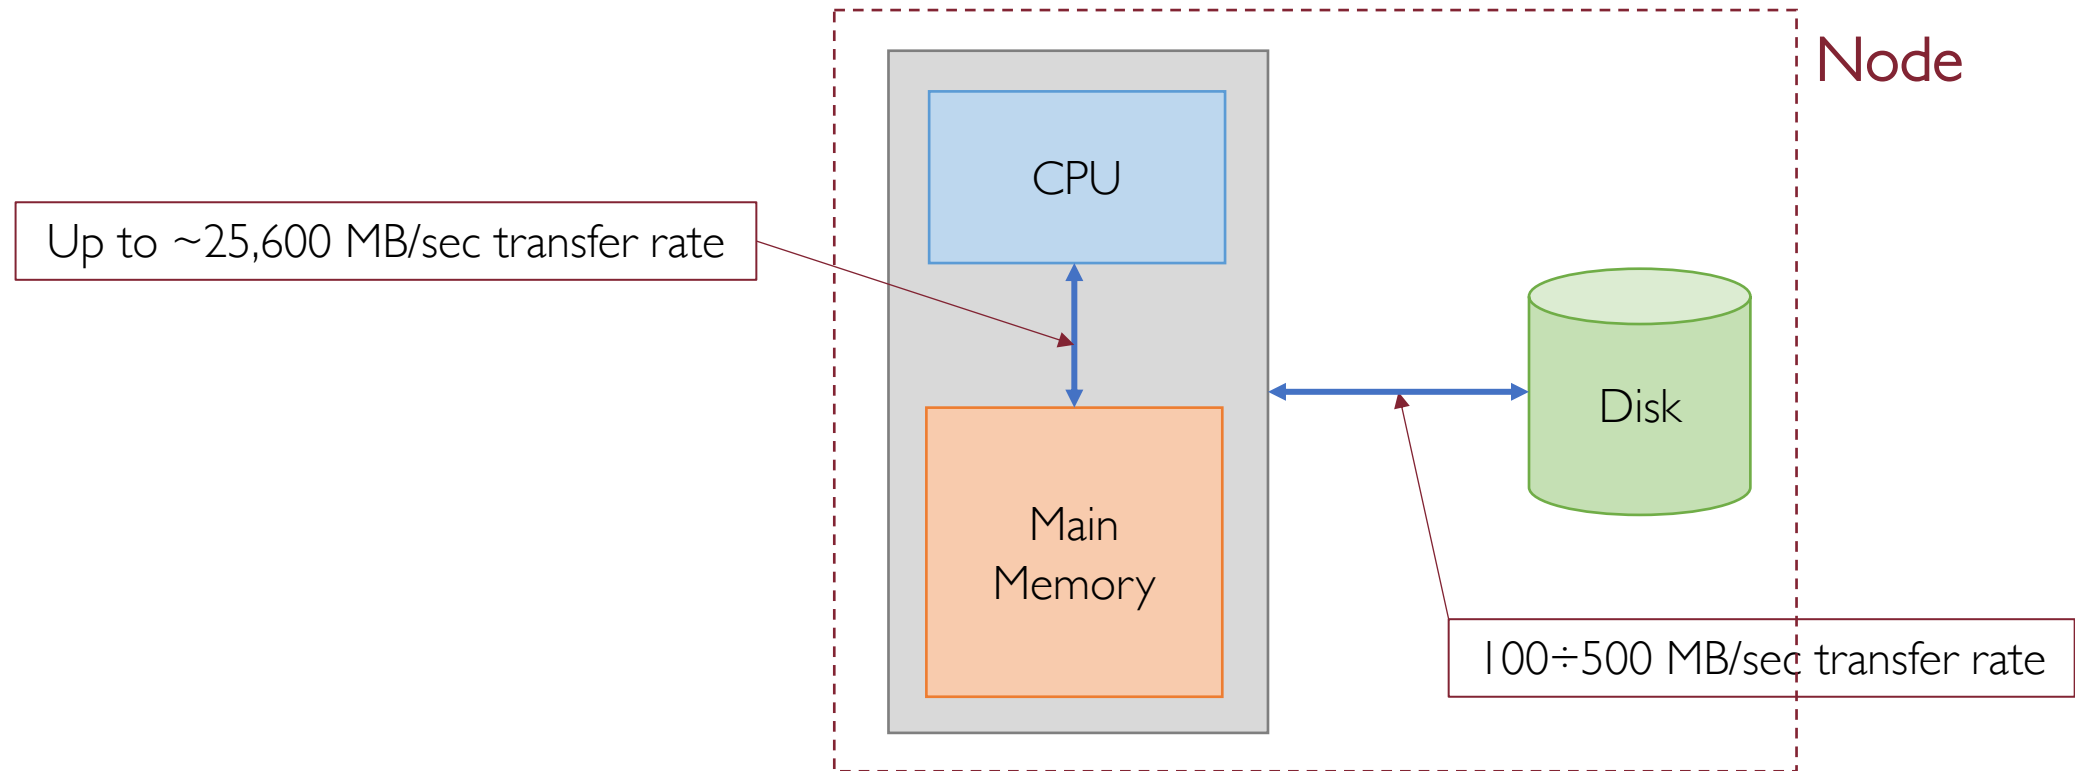 Node
CPU
Up to ~25,600 MB/sec transfer rate
Disk
Main
Memory
100÷500 MB/sec transfer rate